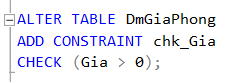 ALTER TABLE DmGiaPhong
ADD CONSTRAINT chk_Gia
CHECK (Gia > 0);